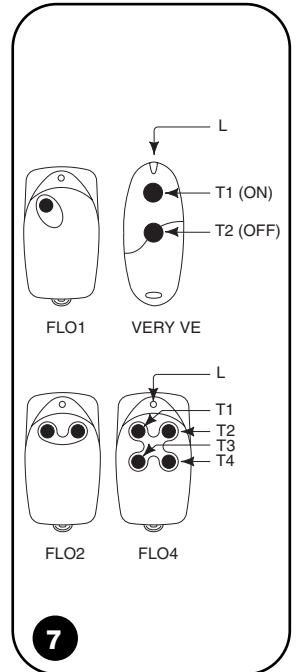 L
T1 (ON)
T2 (OFF)
FLO1 VERY VE
L
T1
T2
T3
T4
FLO2 FLO4
7